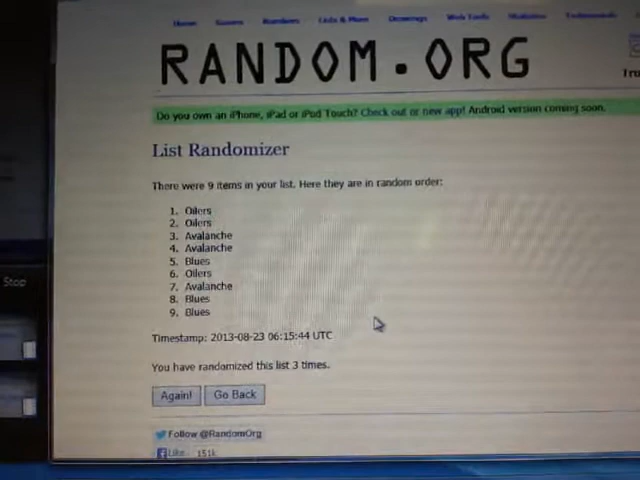 Home Games Numbers Lists & More Drawings Web Tools Statistics Testimonials
RANDOM.ORG
Do you own an iPhone, iPad or iPod Touch? Check out or new app! Android version coming soon.
List Randomizer
There were 9 items in your list. Here they are in random order:
1. Oilers
2. Oilers
3. Avalanche
4. Avalanche
5. Blues
6. Oilers
7. Avalanche
8. Blues
9. Blues
Timestamp: 2013-08-23 06:15:44 UTC
You have randomized this list 3 times.
Again! Go Back
Follow @RandomOrg
Like 151k
Stop